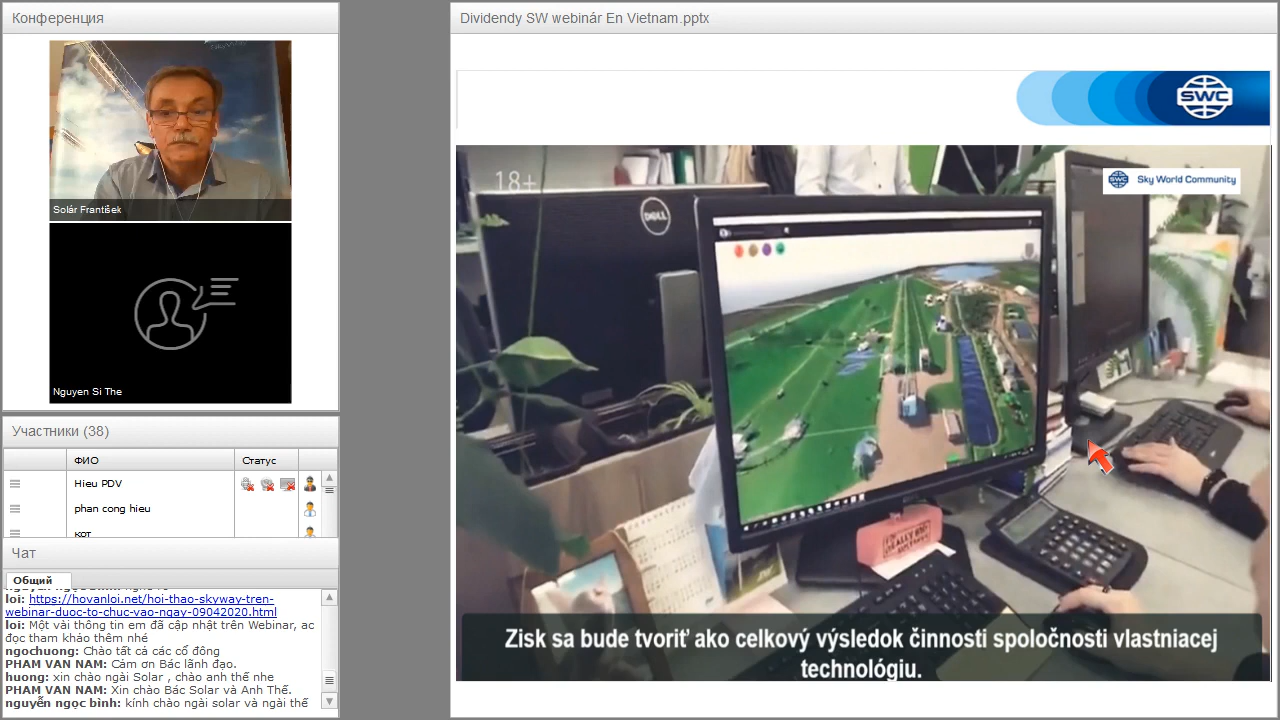 Конференция
Solár František
Nguyen Si The
Участники (38)
ФИО
Статус
Hieu PDV
phan cong hieu
кот
Чат
Общий
loi: https://hovanloi.net/hoi-thao-skyway-tren-
webinar-duoc-to-chuc-vao-ngay-09042020.html
loi: Một vài thông tin em đã cập nhật trên Webinar, ac
đọc tham khảo thêm nhé
ngochuong: Chào tất cả các cổ đông
PHAM VAN NAM: Cảm ơn Bác lãnh đạo.
huong: xin chào ngài Solar , chào anh thế nhe
PHAM VAN NAM: Xin chào Bác Solar và Anh Thế.
nguyễn ngọc bình: kính chào ngài solar và ngài thế
Dividendy SW webinár En Vietnam.pptx
SWC
18+
DELL
SWC Sky World Community
Zisk sa bude tvoriť ako celkový výsledok činnosti spoločnosti vlastniacej
technológiu.